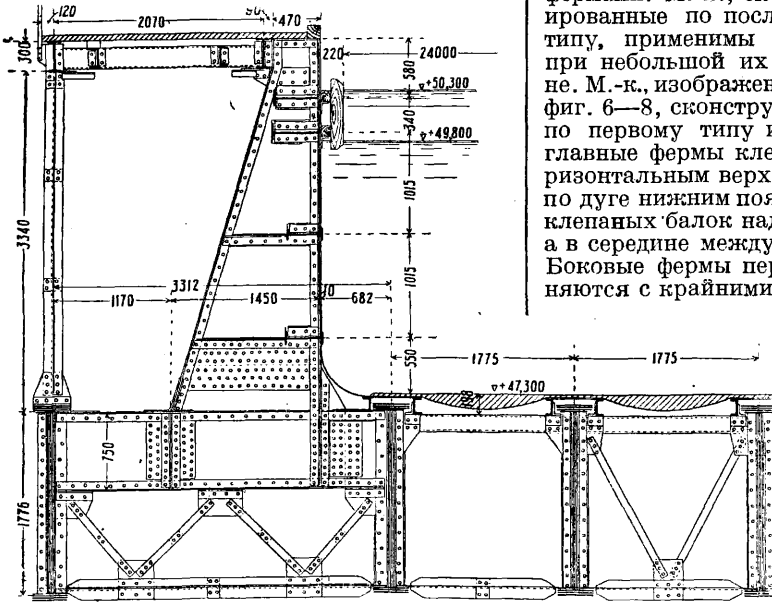 120
2070
90
470
300
220
24000
580
+50,300
340
+49,800
1015
3340
3312
1015
1170
1450
10
682
550
1775
1775
+47,300
188
750
1776
ированные по посл
типу, применимы
при небольшой их
не. М.-к., изображен
фиг. 6—8, сконстру
по первому типу и
главные фермы кле
ризонтальным верх
по дуге нижним поя
клепаных балок над
а в середине между
Боковые фермы пер
няются с крайними